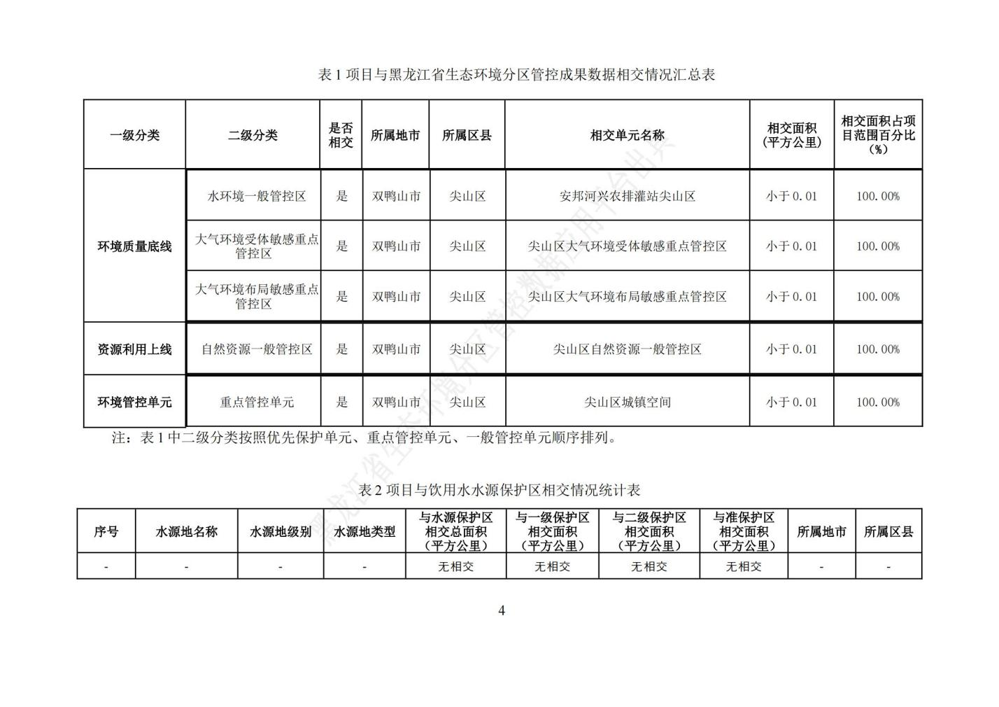 表 1 项目与黑龙江省生态环境分区管控成果数据相交情况汇总表
一级分类 二级分类 是否相交 所属地市 所属区县 相交单元名称 相交面积(平方公里) 相交面积占项目范围百分比（%）
环境质量底线 水环境一般管控区 是 双鸭山市 尖山区 安邦河兴农排灌站尖山区 小于 0.01 100.00%
大气环境受体敏感重点管控区 是 双鸭山市 尖山区 尖山区大气环境受体敏感重点管控区 小于 0.01 100.00%
大气环境布局敏感重点管控区 是 双鸭山市 尖山区 尖山区大气环境布局敏感重点管控区 小于 0.01 100.00%
资源利用上线 自然资源一般管控区 是 双鸭山市 尖山区 尖山区自然资源一般管控区 小于 0.01 100.00%
环境管控单元 重点管控单元 是 双鸭山市 尖山区 尖山区城镇空间 小于 0.01 100.00%
注：表 1 中二级分类按照优先保护单元、重点管控单元、一般管控单元顺序排列。
表 2 项目与饮用水水源保护区相交情况统计表
序号 水源地名称 水源地级别 水源地类型 与水源保护区相交总面积（平方公里） 与一级保护区相交面积（平方公里） 与二级保护区相交面积（平方公里） 与准保护区相交面积（平方公里） 所属地市 所属区县
- - - - 无相交 无相交 无相交 无相交 - -
4
黑龙江省生态环境分区管控数据应用平台出具